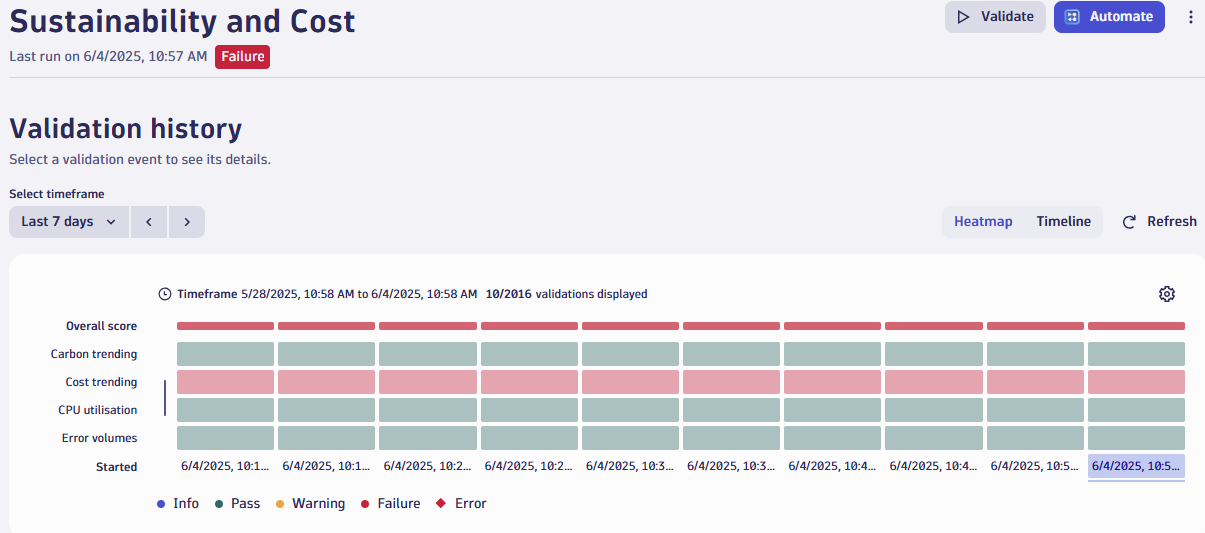 Sustainability and Cost
Validate
Automate
Last run on 6/4/2025, 10:57 AM Failure
Validation history
Select a validation event to see its details.
Select timeframe
Last 7 days
Heatmap Timeline Refresh
Timeframe 5/28/2025, 10:58 AM to 6/4/2025, 10:58 AM 10/2016 validations displayed
Overall score
Carbon trending
Cost trending
CPU utilisation
Error volumes
Started 6/4/2025, 10:1... 6/4/2025, 10:1... 6/4/2025, 10:2... 6/4/2025, 10:2... 6/4/2025, 10:3... 6/4/2025, 10:3... 6/4/2025, 10:4... 6/4/2025, 10:4... 6/4/2025, 10:5... 6/4/2025, 10:5...
Info Pass Warning Failure Error